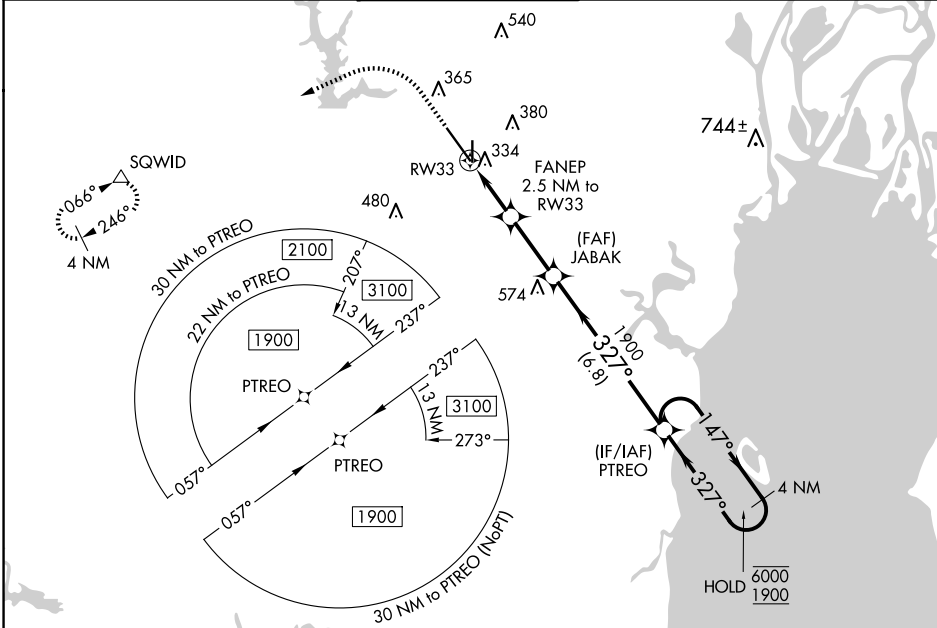 540
365
380
744±
334
RW33
SQWID
066°
246°
4 NM
FANEP
2.5 NM to
RW33
480
(FAF)
JABAK
574
30 NM to PTREO
2100
207°
22 NM to PTREO
3100
13 NM
237°
1900
PTREO
057°
1900
327°
(6.8)
237°
13 NM
3100
273°
PTREO
057°
1900
30 NM to PTREO (NoPT)
(IF/IAF)
PTREO
147°
327°
4 NM
HOLD
6000
1900